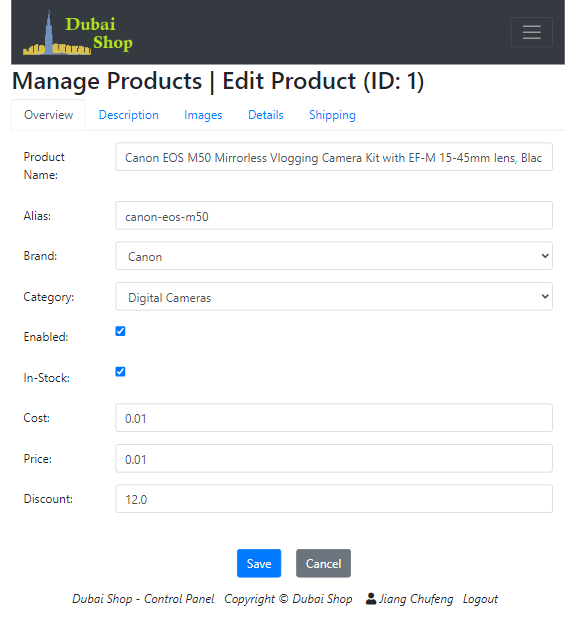 Dubai
Shop
Manage Products | Edit Product (ID: 1)
Overview Description Images Details Shipping
Product
Name:
Canon EOS M50 Mirrorless Vlogging Camera Kit with EF-M 15-45mm lens, Blac
Alias: canon-eos-m50
Brand: Canon
Category: Digital Cameras
Enabled:
In-Stock:
Cost: 0.01
Price: 0.01
Discount: 12.0
Save Cancel
Dubai Shop - Control Panel Copyright © Dubai Shop Jiang Chufeng Logout